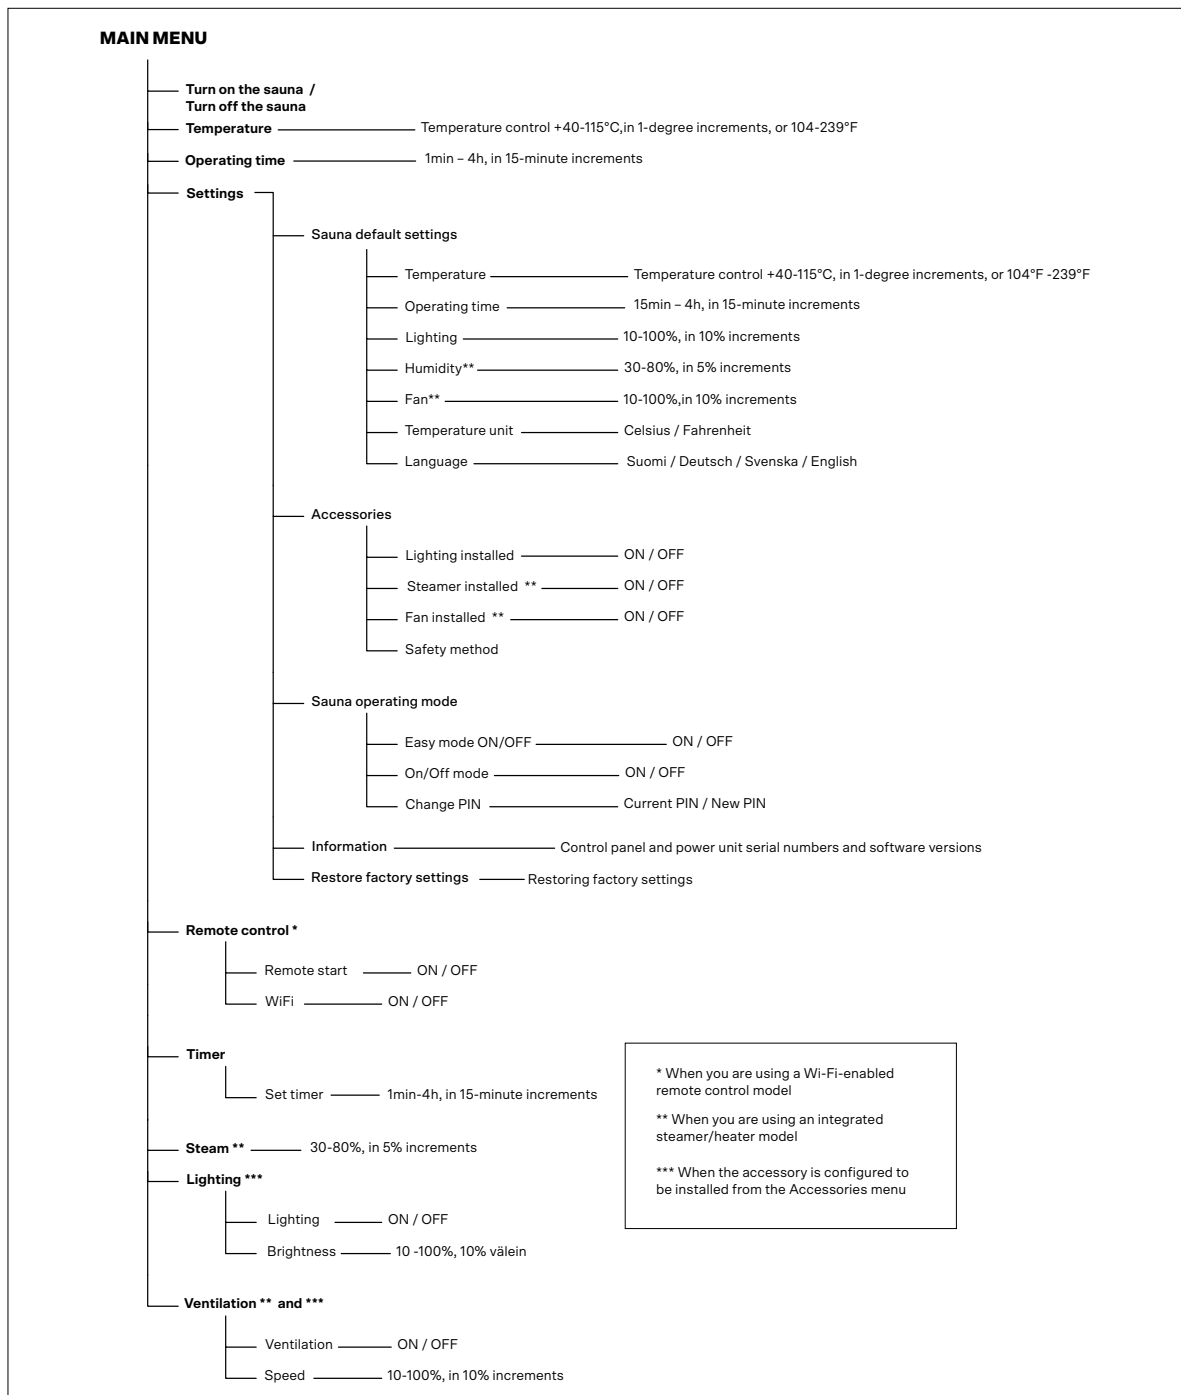 MAIN MENU
Turn on the sauna /
Turn off the sauna
Temperature Temperature control +40-115°C,in 1-degree increments, or 104-239°F
Operating time 1min – 4h, in 15-minute increments
Settings
Sauna default settings
Temperature Temperature control +40-115°C, in 1-degree increments, or 104°F -239°F
Operating time 15min – 4h, in 15-minute increments
Lighting 10-100%, in 10% increments
Humidity** 30-80%, in 5% increments
Fan** 10-100%,in 10% increments
Temperature unit Celsius / Fahrenheit
Language Suomi / Deutsch / Svenska / English
Accessories
Lighting installed ON / OFF
Steamer installed ** ON / OFF
Fan installed ** ON / OFF
Safety method
Sauna operating mode
Easy mode ON/OFF ON / OFF
On/Off mode ON / OFF
Change PIN Current PIN / New PIN
Information Control panel and power unit serial numbers and software versions
Restore factory settings Restoring factory settings
Remote control *
Remote start ON / OFF
WiFi ON / OFF
Timer
Set timer 1min-4h, in 15-minute increments
Steam ** 30-80%, in 5% increments
Lighting ***
Lighting ON / OFF
Brightness 10 -100%, 10% välein
Ventilation ** and ***
Ventilation ON / OFF
Speed 10-100%, in 10% increments
* When you are using a Wi-Fi-enabled
remote control model
** When you are using an integrated
steamer/heater model
*** When the accessory is configured to
be installed from the Accessories menu